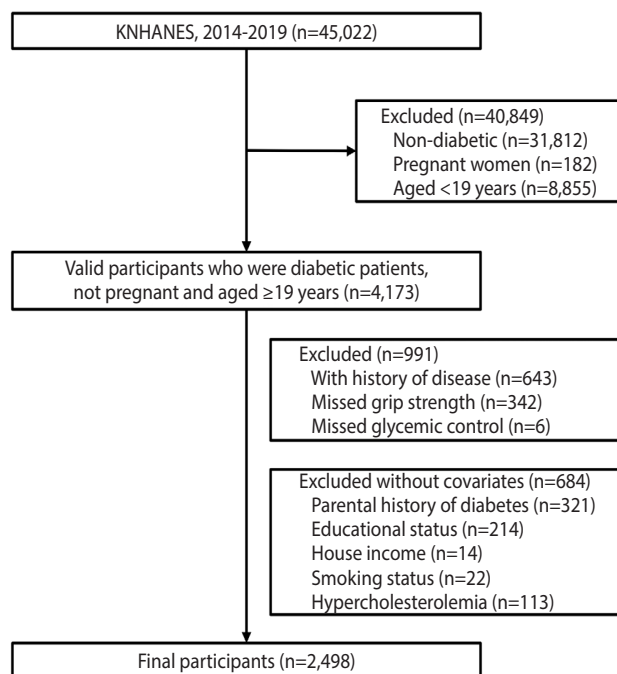 KNHANES, 2014-2019 (n=45,022)
Excluded (n=40,849)
Non-diabetic (n=31,812)
Pregnant women (n=182)
Aged <19 years (n=8,855)
Valid participants who were diabetic patients,
not pregnant and aged ≥19 years (n=4,173)
Excluded (n=991)
With history of disease (n=643)
Missed grip strength (n=342)
Missed glycemic control (n=6)
Excluded without covariates (n=684)
Parental history of diabetes (n=321)
Educational status (n=214)
House income (n=14)
Smoking status (n=22)
Hypercholesterolemia (n=113)
Final participants (n=2,498)